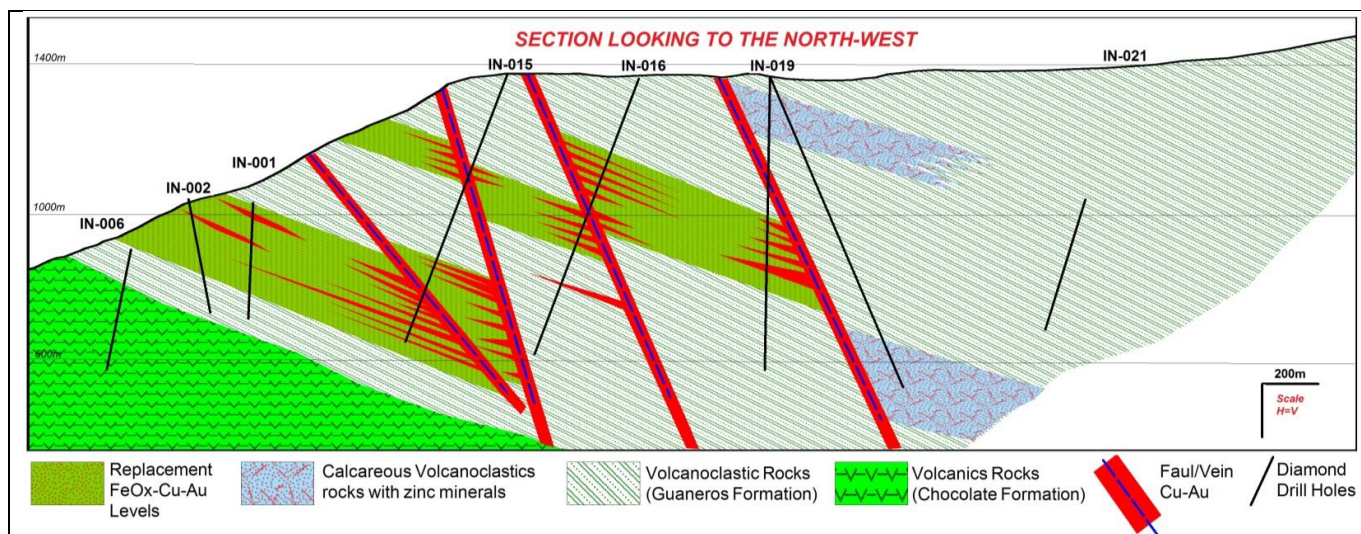 SECTION LOOKING TO THE NORTH-WEST
1400m
IN-015
IN-016
IN-019
IN-021
IN-001
IN-002
1000m
IN-006
600m
200m
Scale
H=V
Replacement
FeOx-Cu-Au
Levels
Calcareous Volcanoclastics
rocks with zinc minerals
Volcanoclastic Rocks
(Guaneros Formation)
Volcanics Rocks
(Chocolate Formation)
Faul/Vein
Cu-Au
Diamond
Drill Holes